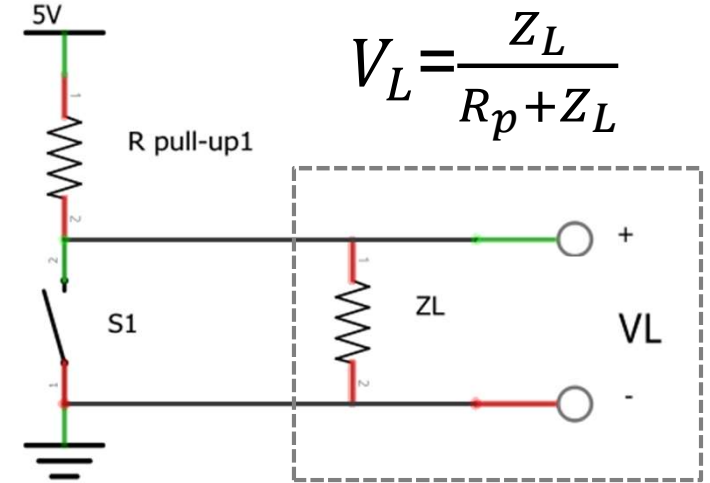 5V
V_L = Z_L / (R_p + Z_L)
1
R pull-up1
2
+
2
1
ZL
S1
VL
1
2
-